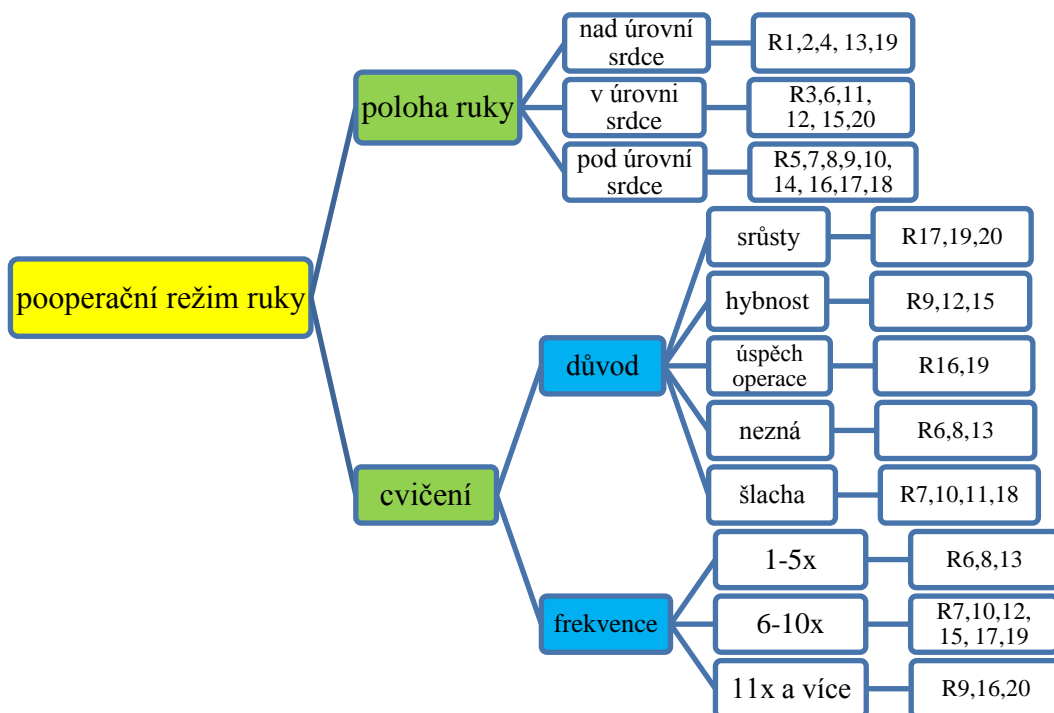 pooperační režim ruky
poloha ruky
nad úrovní
srdce
R1,2,4, 13,19
v úrovni
srdce
R3,6,11,
12, 15,20
pod úrovní
srdce
R5,7,8,9,10,
14, 16,17,18
cvičení
důvod
srůsty
R17,19,20
hybnost
R9,12,15
úspěch
operace
R16,19
nezná
R6,8,13
šlacha
R7,10,11,18
frekvence
1-5x
R6,8,13
6-10x
R7,10,12,
15, 17,19
11x a více
R9,16,20